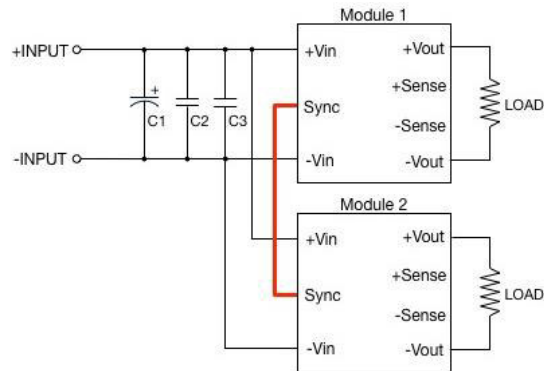 Module 1
+INPUT
+Vin
+Vout
+Sense
LOAD
Sync
C1
C2
C3
-Sense
-INPUT
-Vin
-Vout
Module 2
+Vin
+Vout
+Sense
Sync
LOAD
-Sense
-Vin
-Vout
+